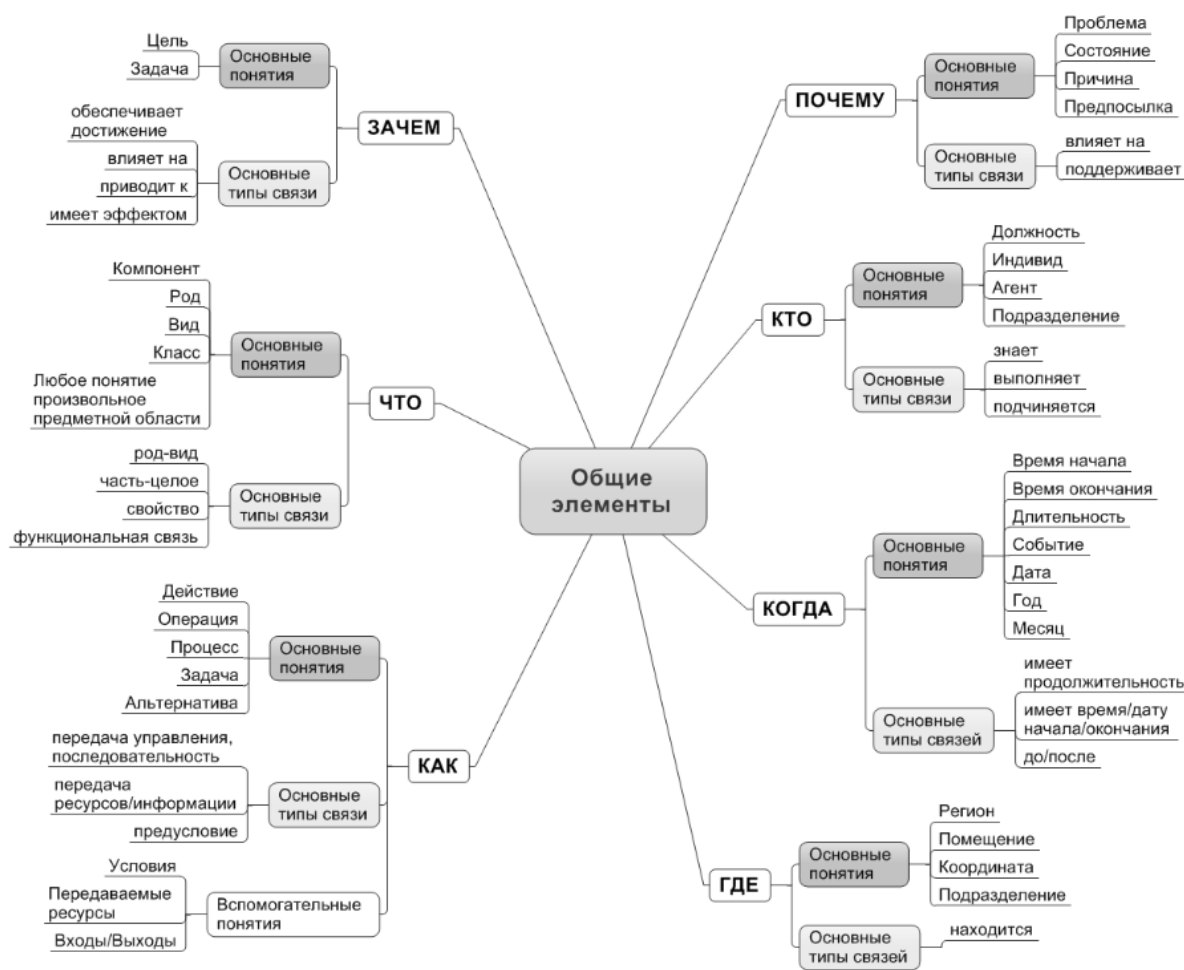 Общие
элементы
ЗАЧЕМ
Основные
понятия
Цель
Задача
Основные
типы связи
обеспечивает
достижение
влияет на
приводит к
имеет эффектом
ЧТО
Основные
понятия
Компонент
Род
Вид
Класс
Любое понятие
произвольное
предметной области
Основные
типы связи
род-вид
часть-целое
свойство
функциональная связь
КАК
Основные
понятия
Действие
Операция
Процесс
Задача
Альтернатива
Основные
типы связи
передача управления,
последовательность
передача
ресурсов/информации
предусловие
Вспомогательные
понятия
Условия
Передаваемые
ресурсы
Входы/Выходы
ПОЧЕМУ
Основные
понятия
Проблема
Состояние
Причина
Предпосылка
Основные
типы связи
влияет на
поддерживает
КТО
Основные
понятия
Должность
Индивид
Агент
Подразделение
Основные
типы связи
знает
выполняет
подчиняется
КОГДА
Основные
понятия
Время начала
Время окончания
Длительность
Событие
Дата
Год
Месяц
Основные
типы связей
имеет
продолжительность
имеет время/дату
начала/окончания
до/после
ГДЕ
Основные
понятия
Регион
Помещение
Координата
Подразделение
Основные
типы связей
находится